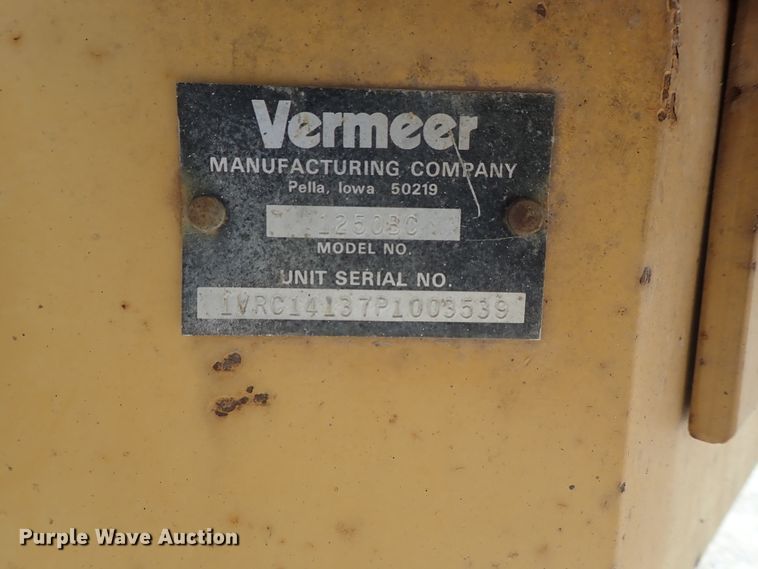 Vermeer
MANUFACTURING COMPANY
Pella, Iowa 50219
1250BC
MODEL NO.
UNIT SERIAL NO.
1VRC14137P1003539
Purple Wave Auction